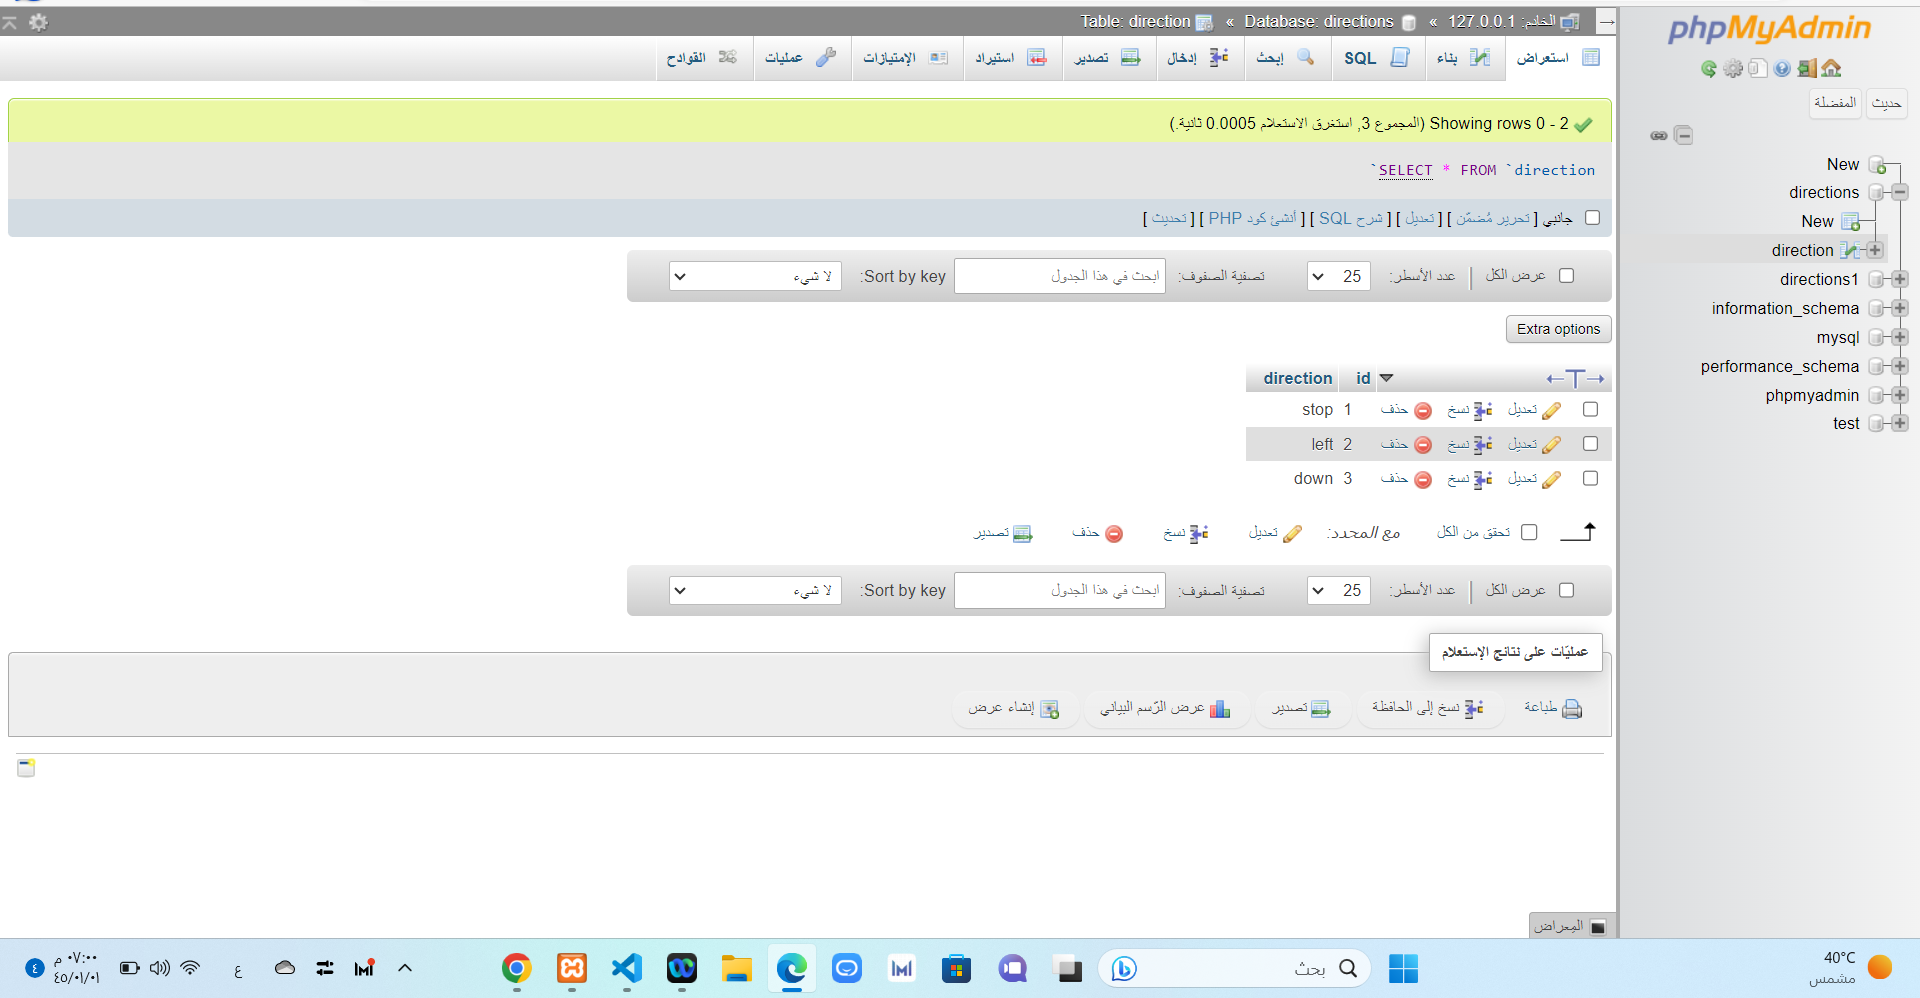 الخادم: 127.0.0.1 » Database: directions » Table: direction
phpMyAdmin
حديث المفضلة
New
directions
New
direction
directions1
information_schema
mysql
performance_schema
phpmyadmin
test
استعراض بناء SQL إبحث إدخال تصدير استيراد الإمتيازات عمليات القوادح
Showing rows 0 - 2 (المجموع 3, استغرق الاستعلام 0.0005 ثانية.)
SELECT * FROM `direction`
جانبي [ تحرير مُضمّن ] [ تعديل ] [ شرح SQL ] [ أنشئ كود PHP ] [ تحديث ]
عرض الكل | عدد الأسطر: 25 تصفية الصفوف: ابحث في هذا الجدول Sort by key: لا شيء
Extra options
id direction
تعديل نسخ حذف 1 stop
تعديل نسخ حذف 2 left
تعديل نسخ حذف 3 down
تحقق من الكل مع المحدد: تعديل نسخ حذف تصدير
عرض الكل | عدد الأسطر: 25 تصفية الصفوف: ابحث في هذا الجدول Sort by key: لا شيء
عمليّات على نتائج الإستعلام
طباعة نسخ إلى الحافظة تصدير عرض الرّسم البياني إنشاء عرض
المِعراض
40°C
مشمس
بحث
ع
٠٧:٠٠ م
٤٥/٠١/٠١
٤